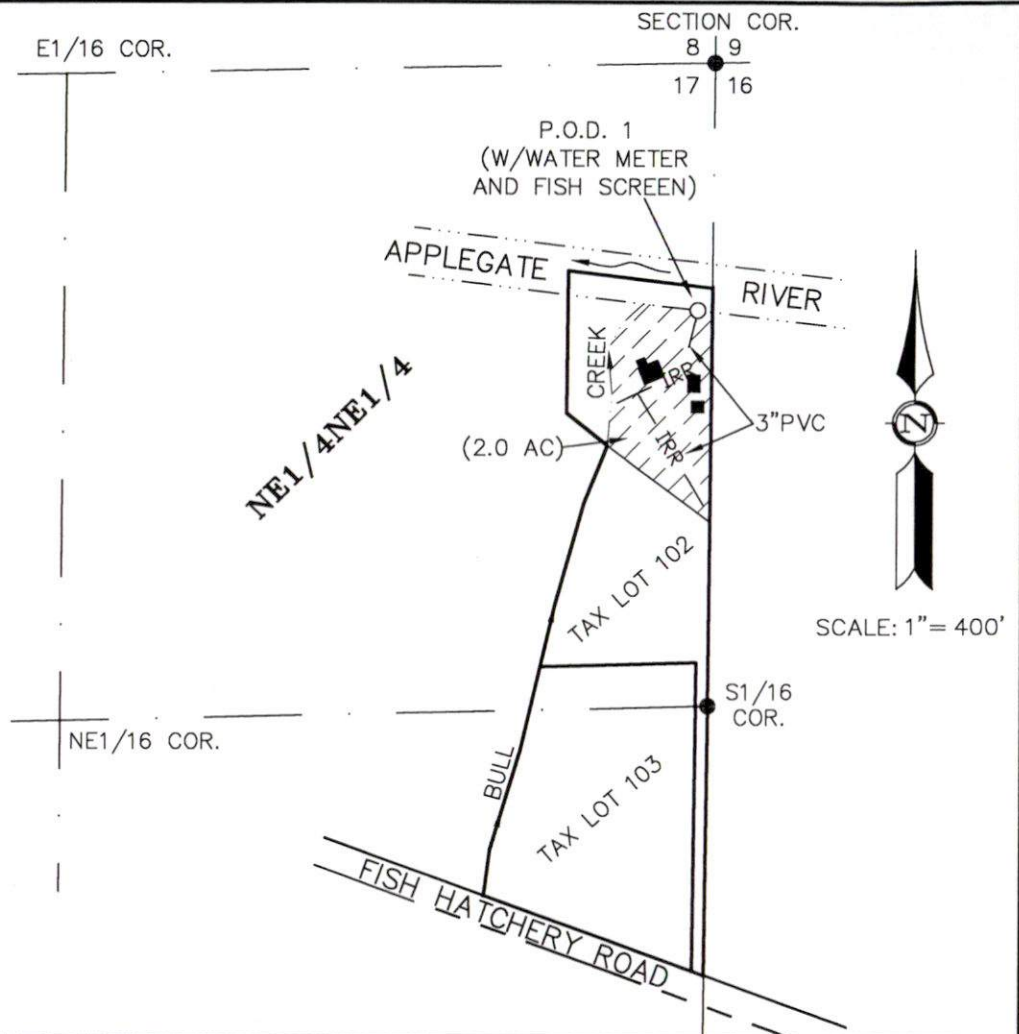 SECTION COR.
E1/16 COR.
8 9
17 16
P.O.D. 1
(W/WATER METER
AND FISH SCREEN)
APPLEGATE
RIVER
CREEK
IRR
3"PVC
N
NE1/4NE1/4
(2.0 AC)
IRR
TAX LOT 102
SCALE: 1"= 400'
S1/16
COR.
NE1/16 COR.
BULL
TAX LOT 103
FISH HATCHERY ROAD